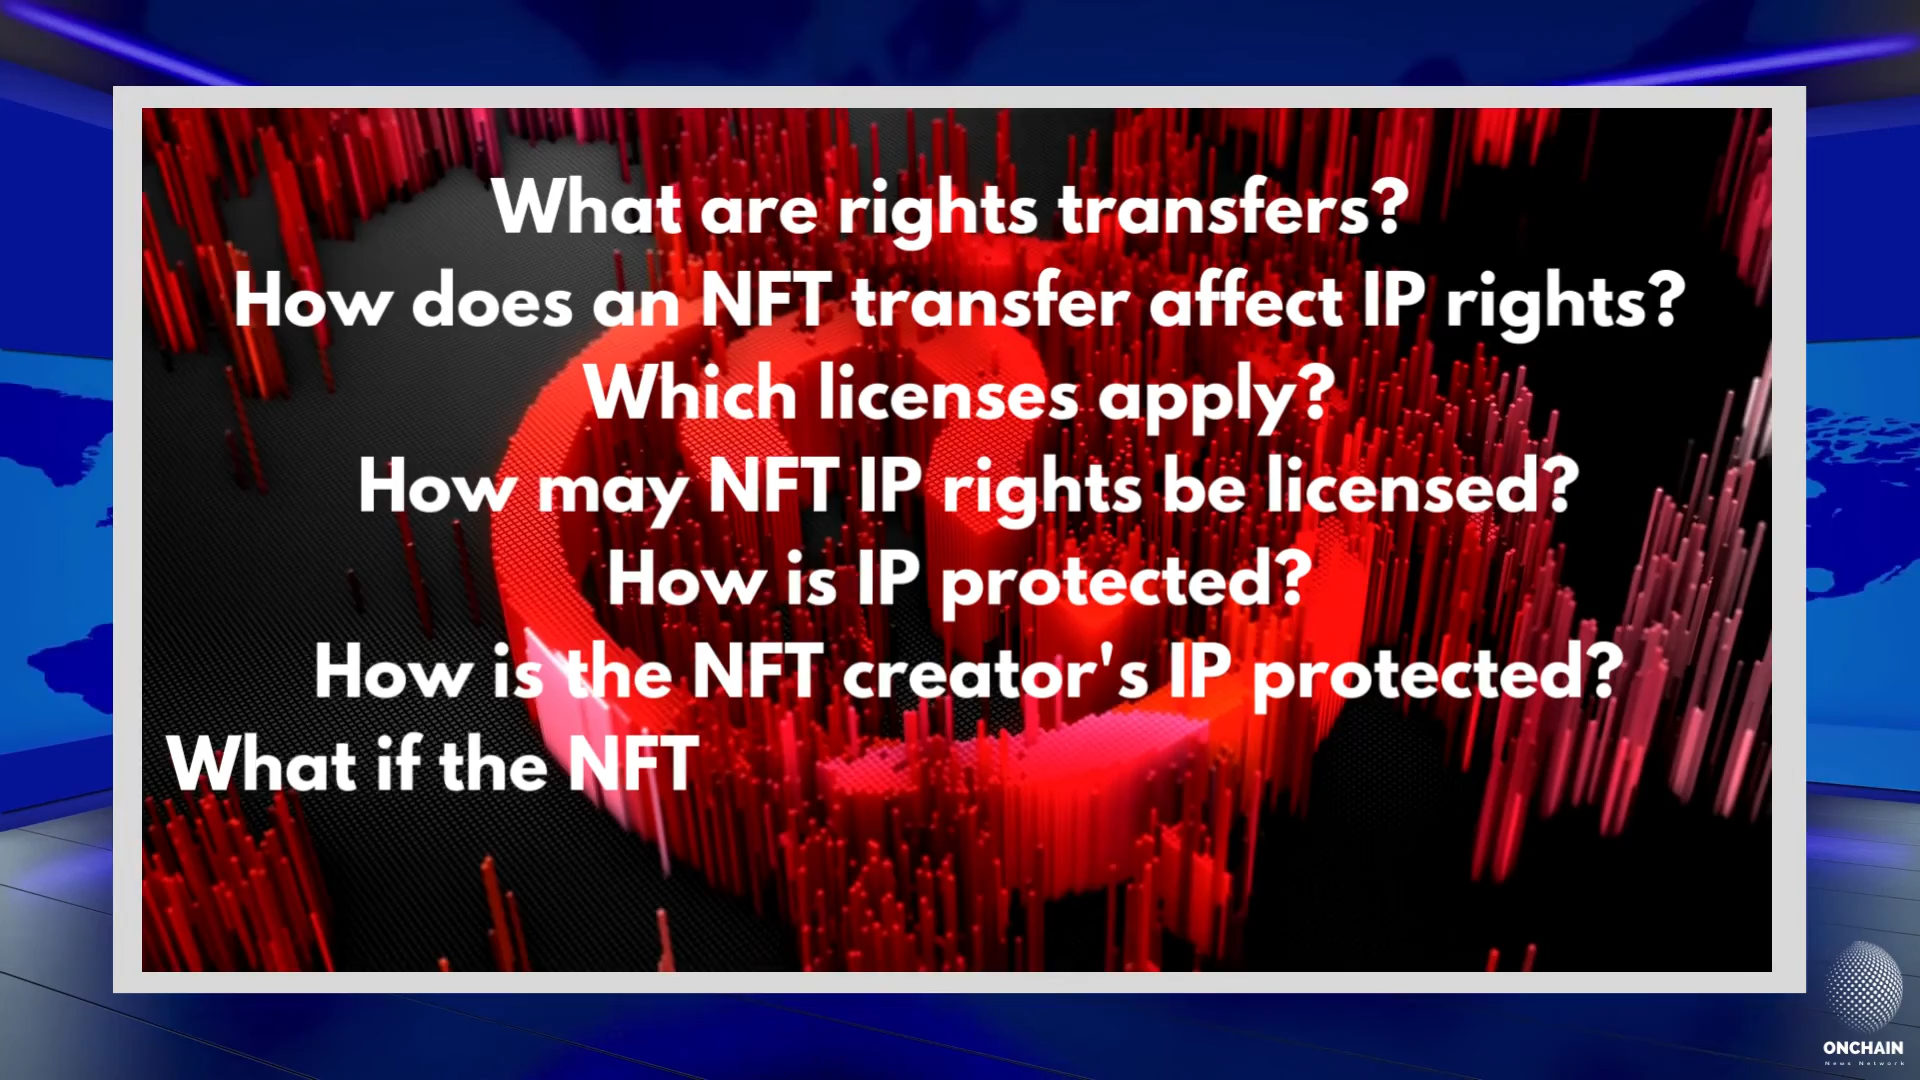 What are rights transfers?
How does an NFT transfer affect IP rights?
Which licenses apply?
How may NFT IP rights be licensed?
How is IP protected?
How is the NFT creator's IP protected?
What if the NFT
ONCHAIN
News Network